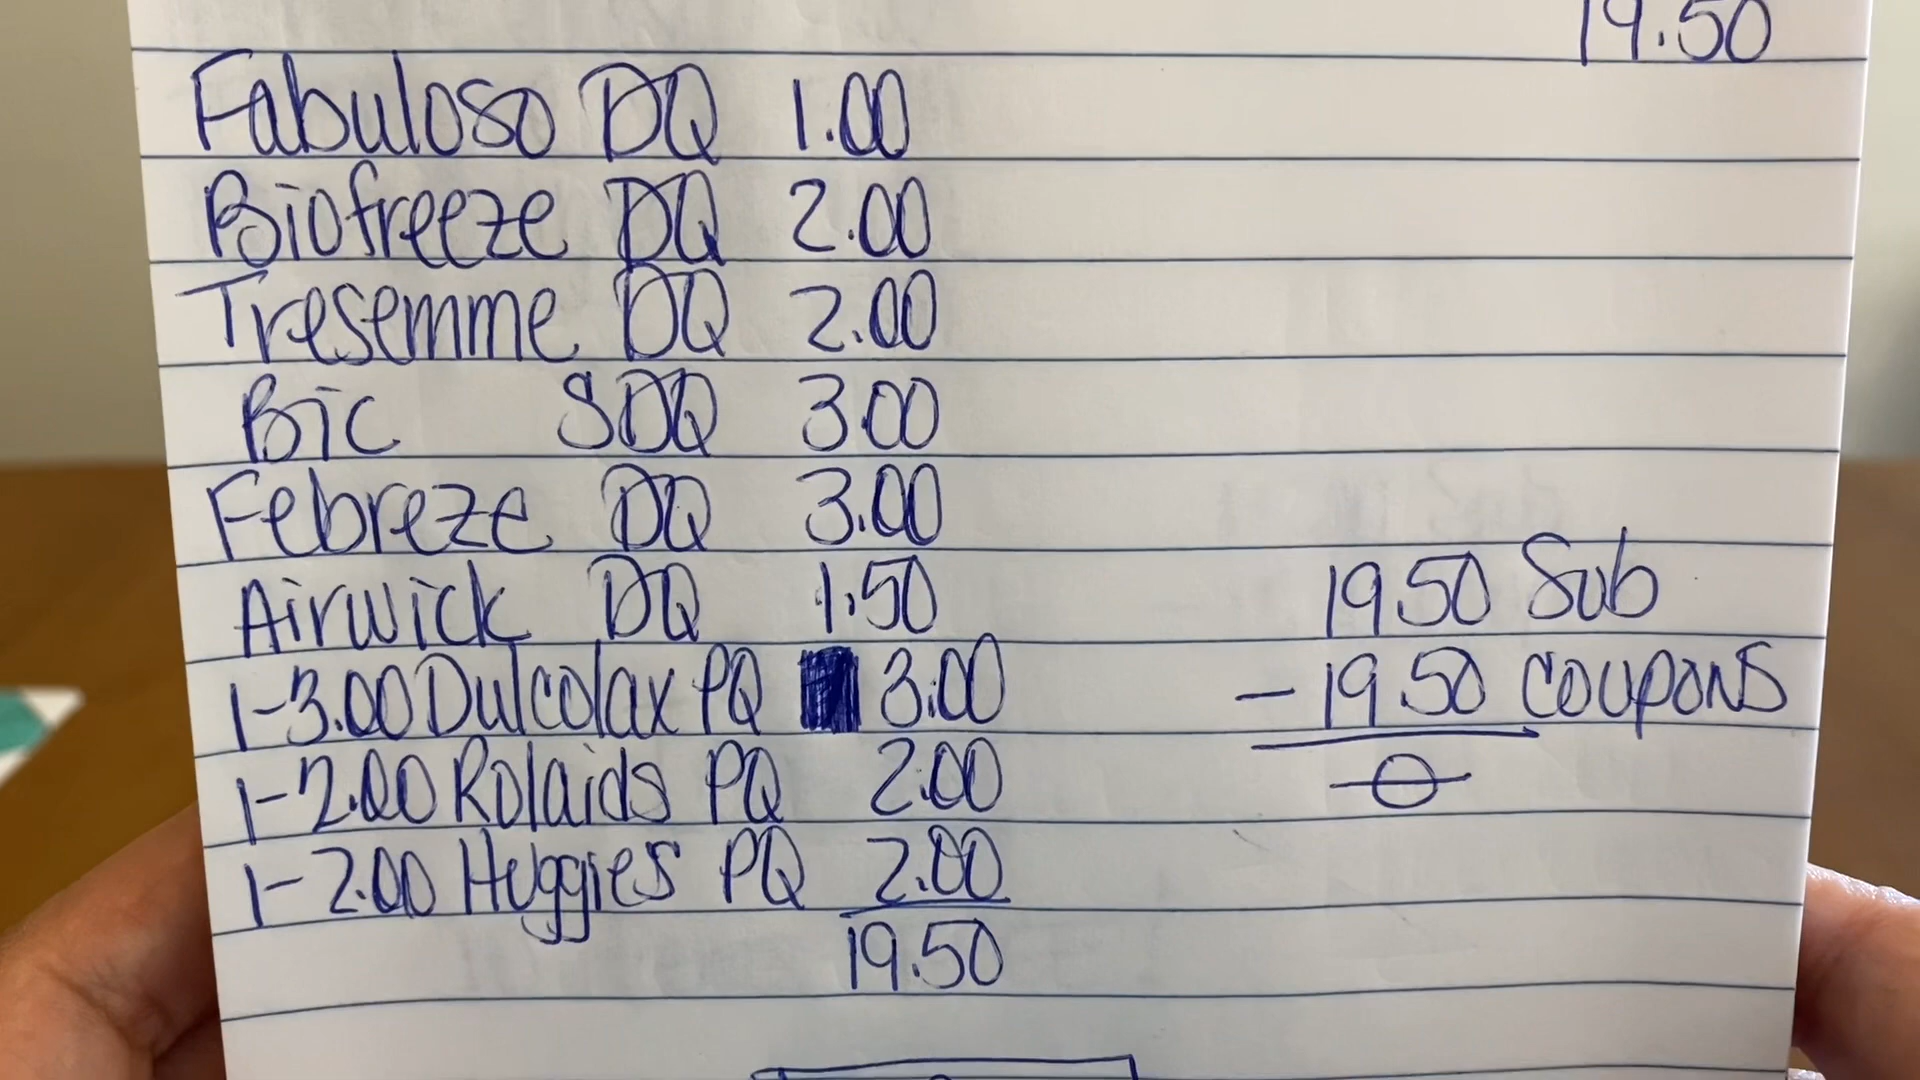 19.50
Fabuloso DQ 1.00
Biofreeze DQ 2.00
Tresemme DQ 2.00
Bic SDQ 3.00
Febreze DQ 3.00
Airwick DQ 1.50
1-3.00 Dulcolax PQ 3.00
1-2.00 Rolaids PQ 2.00
1-2.00 Huggies PQ 2.00
19.50
19.50 Sub
- 19.50 coupons
0